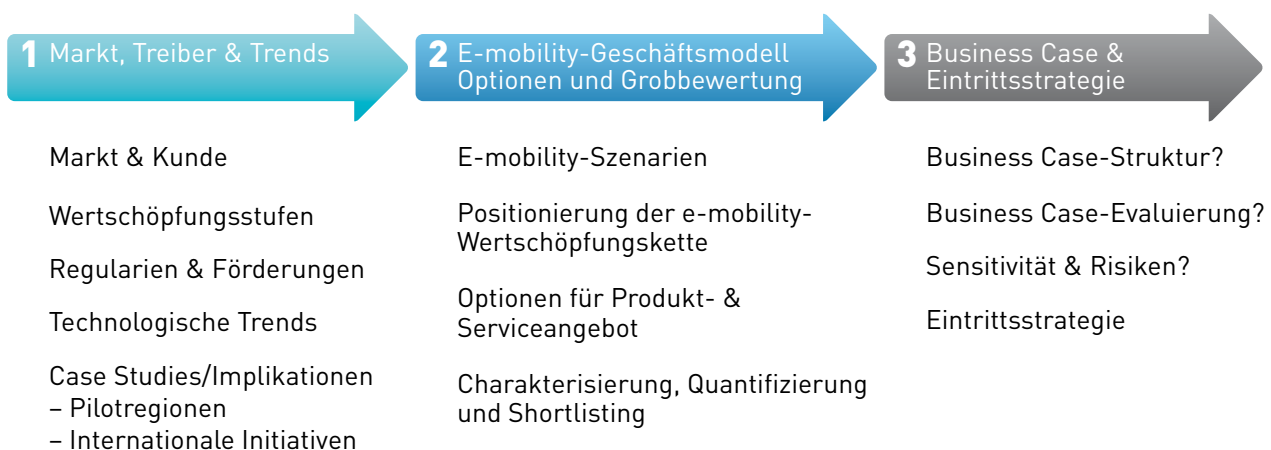 1 Markt, Treiber & Trends
Markt & Kunde
Wertschöpfungsstufen
Regularien & Förderungen
Technologische Trends
Case Studies/Implikationen
– Pilotregionen
– Internationale Initiativen
2 E-mobility-Geschäftsmodell
Optionen und Grobbewertung
E-mobility-Szenarien
Positionierung der e-mobility-
Wertschöpfungskette
Optionen für Produkt- &
Serviceangebot
Charakterisierung, Quantifizierung
und Shortlisting
3 Business Case &
Eintrittsstrategie
Business Case-Struktur?
Business Case-Evaluierung?
Sensitivität & Risiken?
Eintrittsstrategie